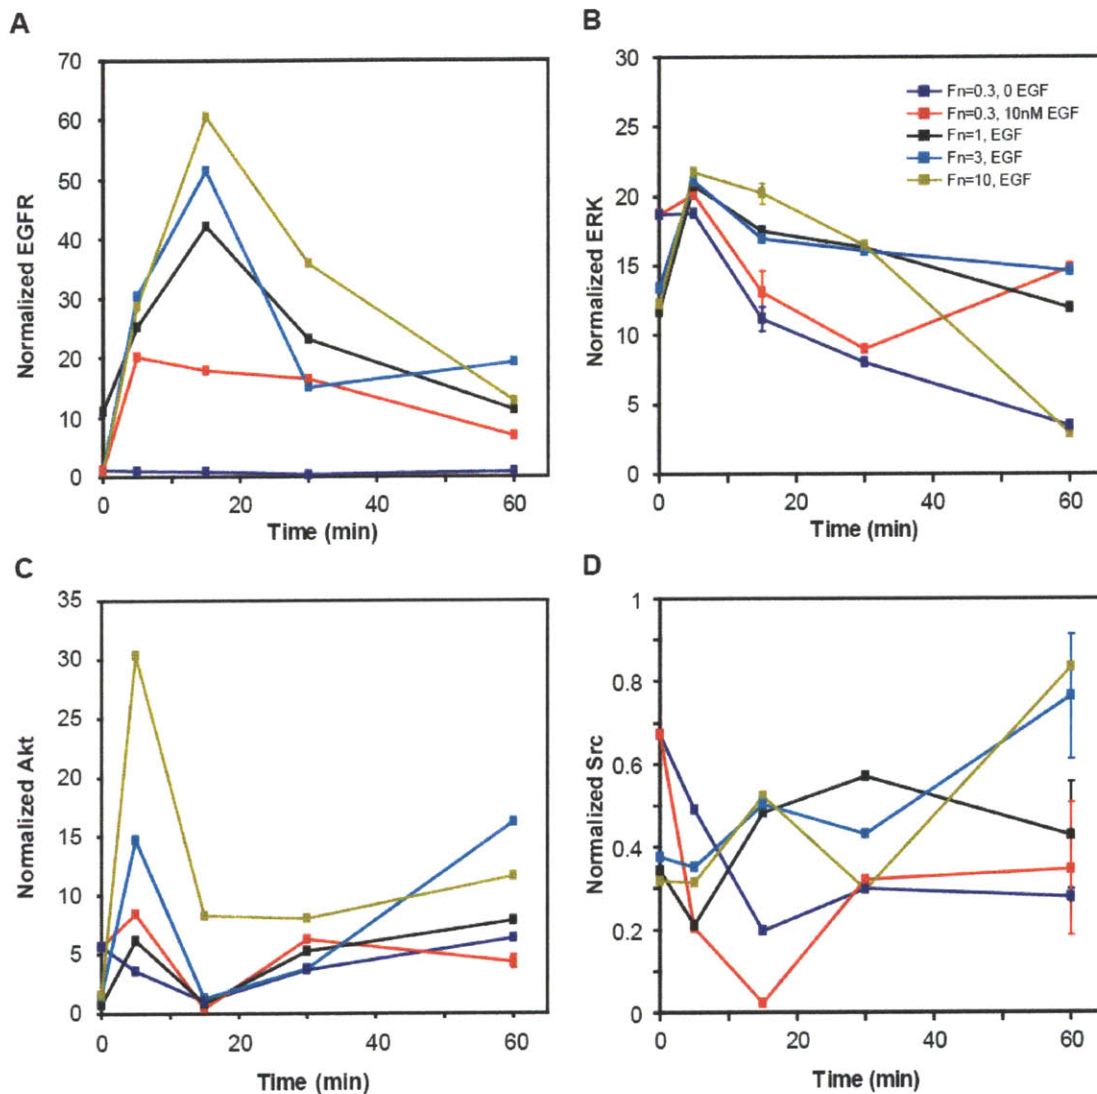 A
Normalized EGFR
70
60
50
40
30
20
10
0
0 20 40 60
Time (min)
B
Normalized ERK
30
25
20
15
10
5
0
Fn=0.3, 0 EGF
Fn=0.3, 10nM EGF
Fn=1, EGF
Fn=3, EGF
Fn=10, EGF
0 20 40 60
Time (min)
C
Normalized Akt
35
30
25
20
15
10
5
0
0 20 40 60
Time (min)
D
Normalized Src
1
0.8
0.6
0.4
0.2
0
0 20 40 60
Time (min)